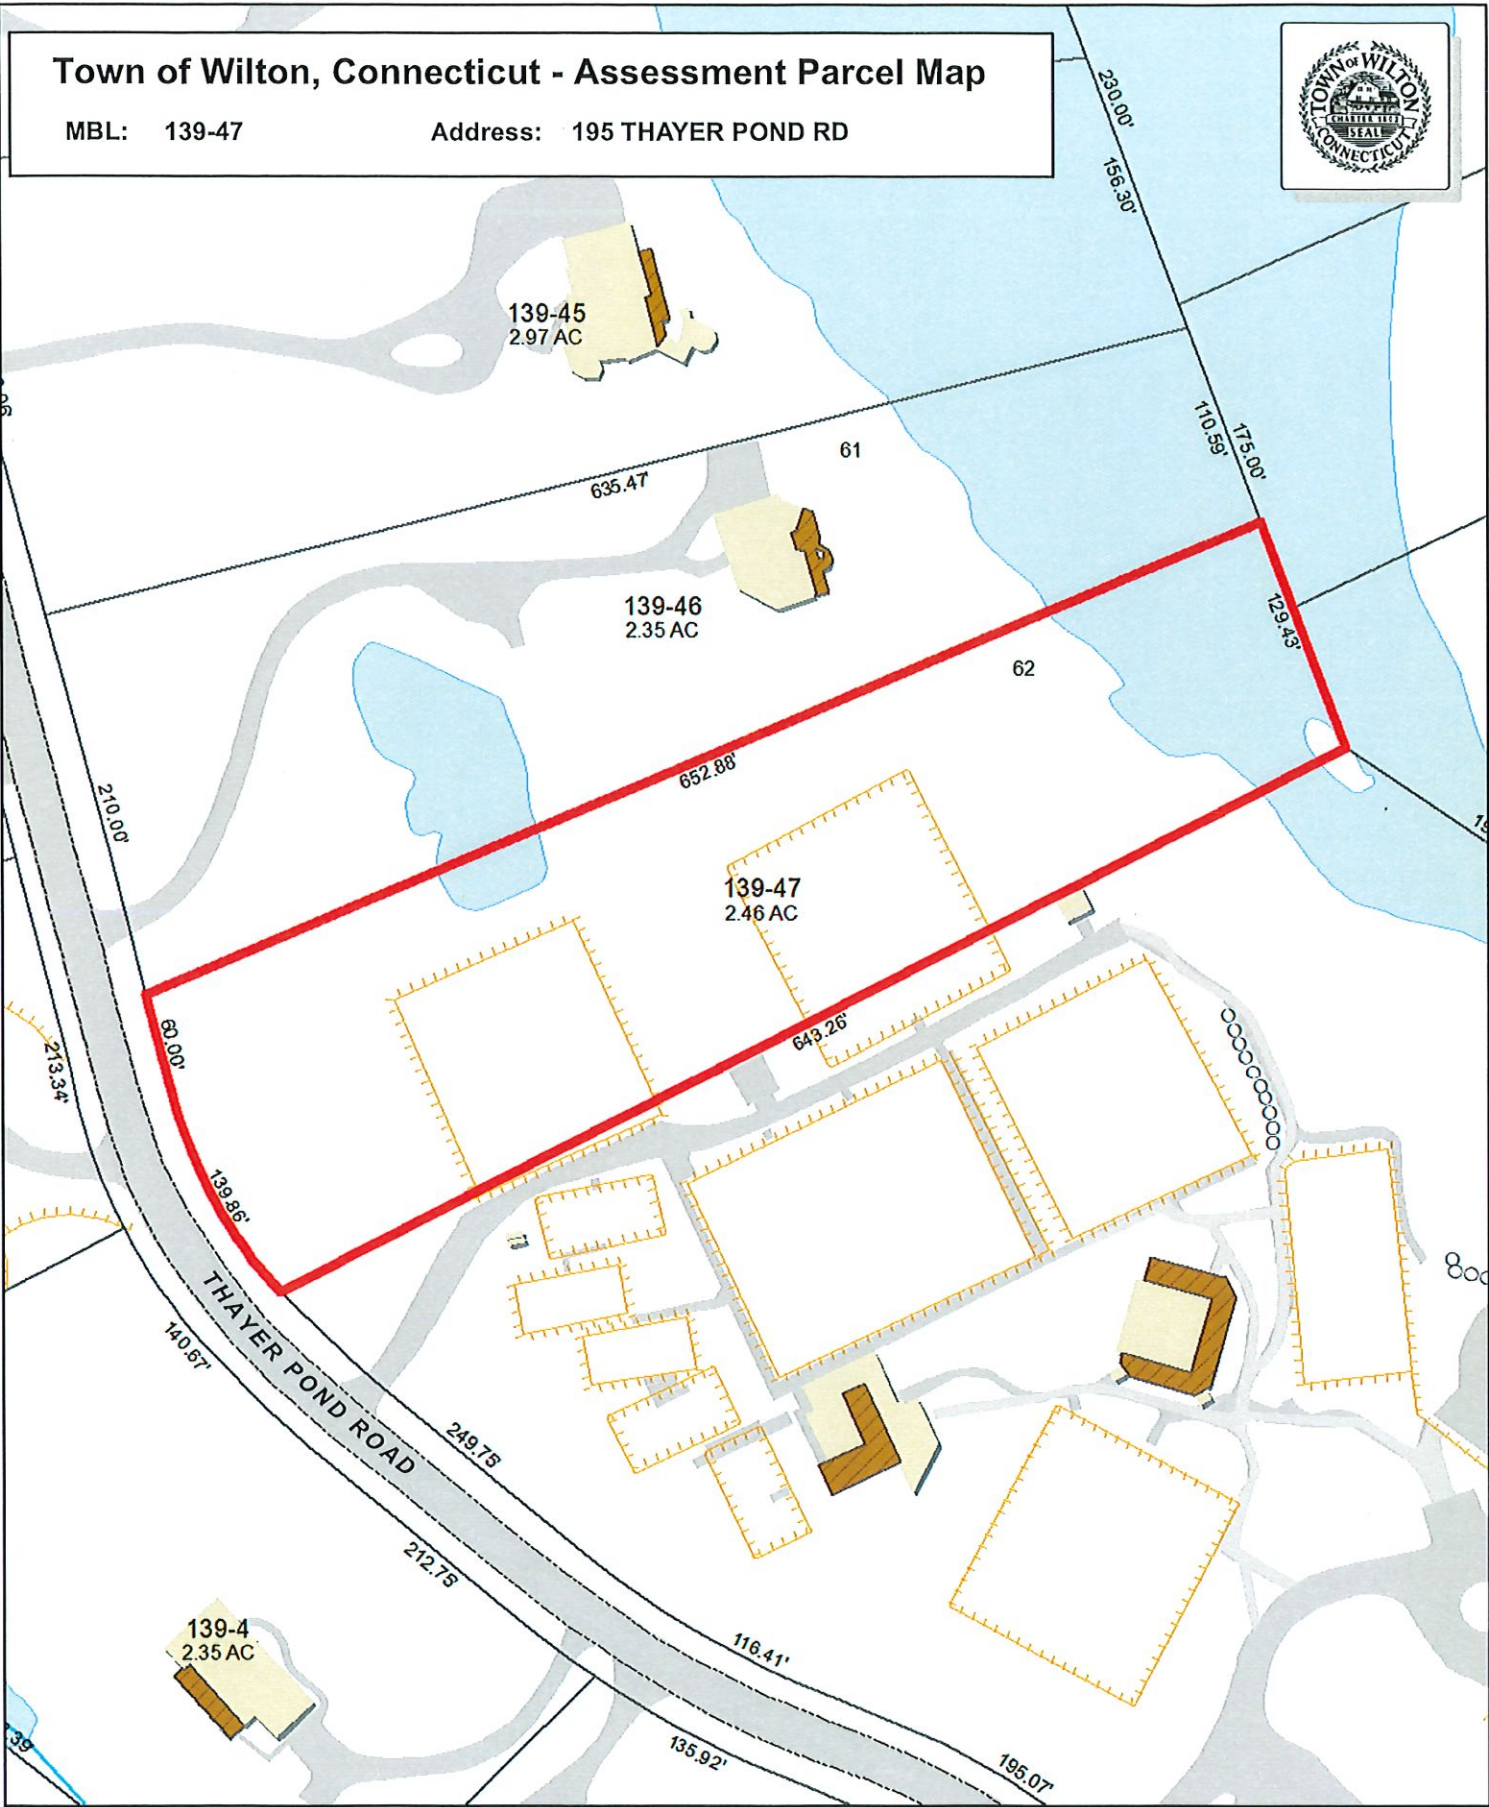 Town of Wilton, Connecticut - Assessment Parcel Map
MBL: 139-47 Address: 195 THAYER POND RD
TOWN OF WILTON
CHARTER 1802
SEAL
CONNECTICUT
230.00'
156.30'
139-45
2.97 AC
110.59'
175.00'
61
635.47'
139-46
2.35 AC
129.43'
62
652.88'
210.00'
139-47
2.46 AC
60.00'
643.26'
213.34'
139.86'
THAYER POND ROAD
140.67'
249.75'
212.75'
139-4
2.35 AC
116.41'
135.92'
195.07'
.39'